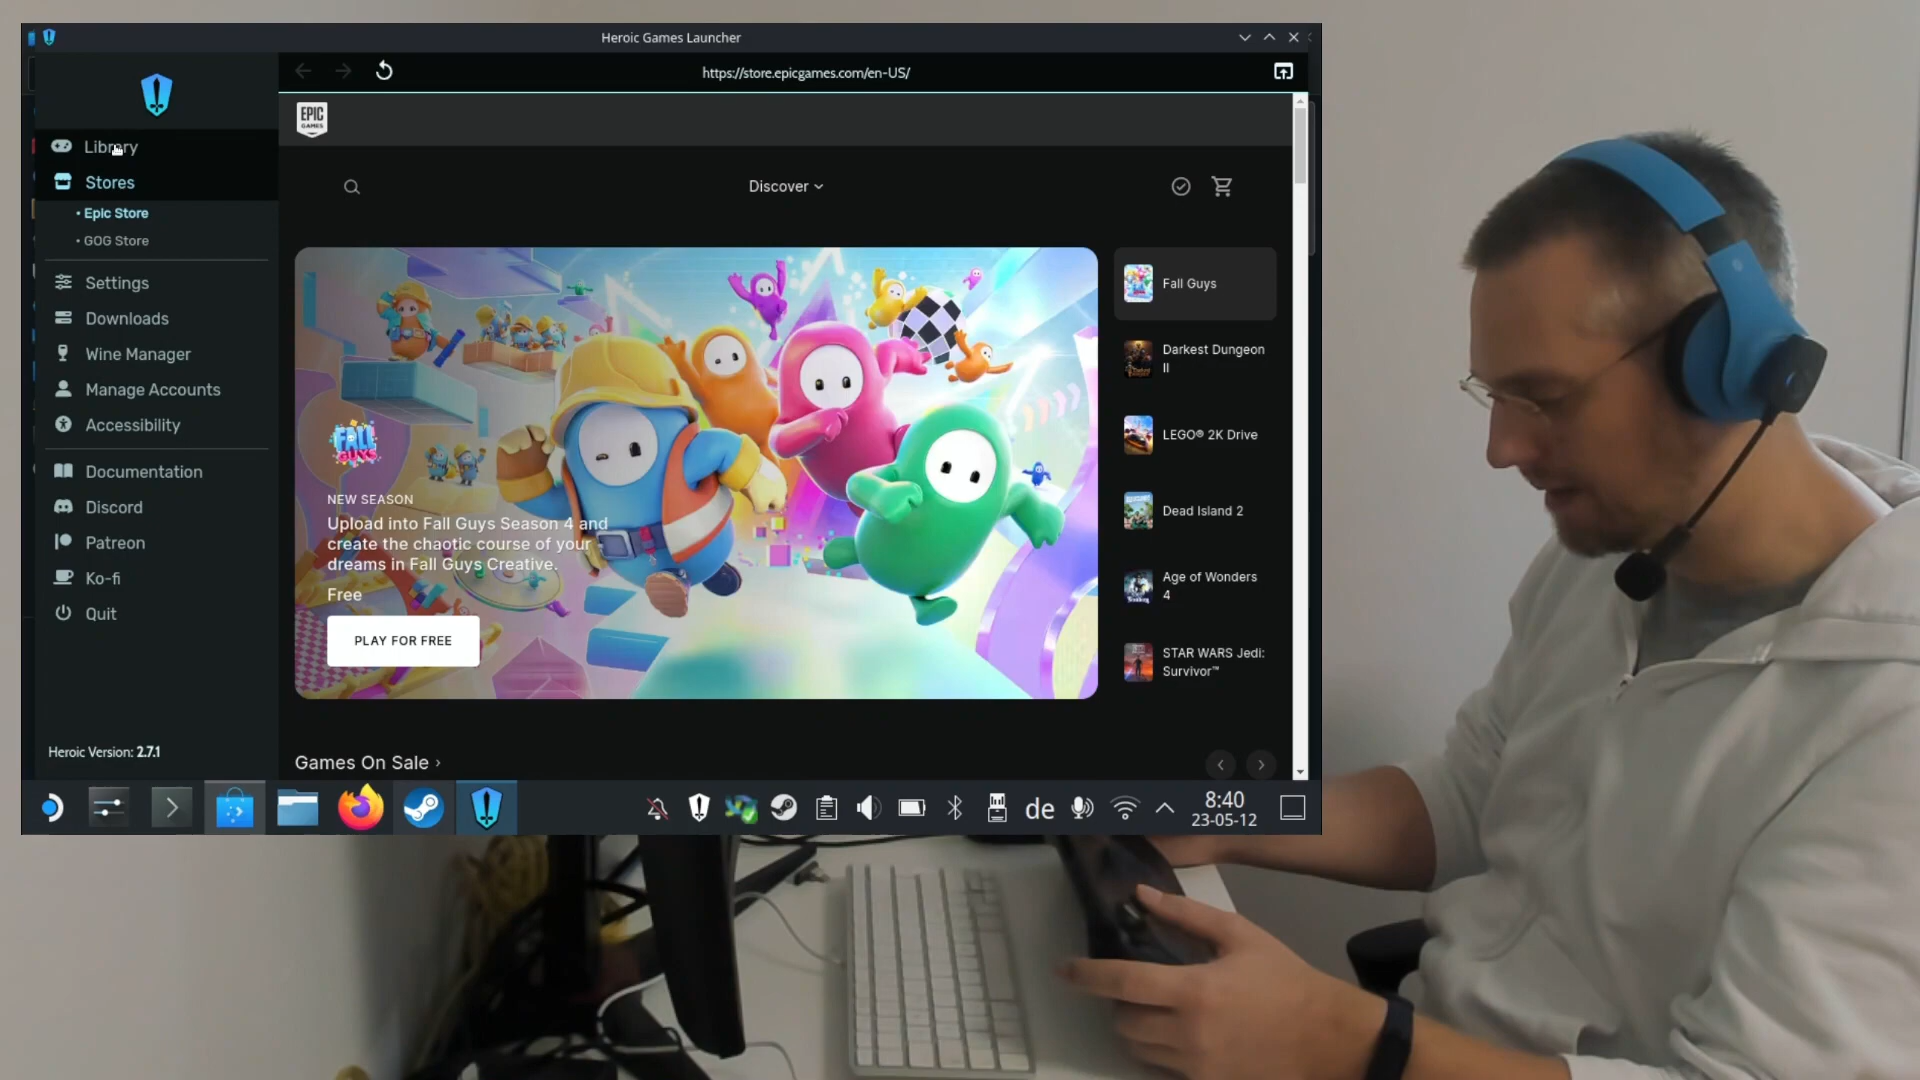 Heroic Games Launcher
https://store.epicgames.com/en-US/
Library
Stores
• Epic Store
• GOG Store
Settings
Downloads
Wine Manager
Manage Accounts
Accessibility
Documentation
Discord
Patreon
Ko-fi
Quit
Heroic Version: 2.7.1
EPIC
GAMES
Discover
FALL
GUYS
NEW SEASON
Upload into Fall Guys Season 4 and
create the chaotic course of your
dreams in Fall Guys Creative.
Free
PLAY FOR FREE
Fall Guys
Darkest Dungeon
II
LEGO® 2K Drive
Dead Island 2
Age of Wonders
4
STAR WARS Jedi:
Survivor™
Games On Sale ›
de
8:40
23-05-12